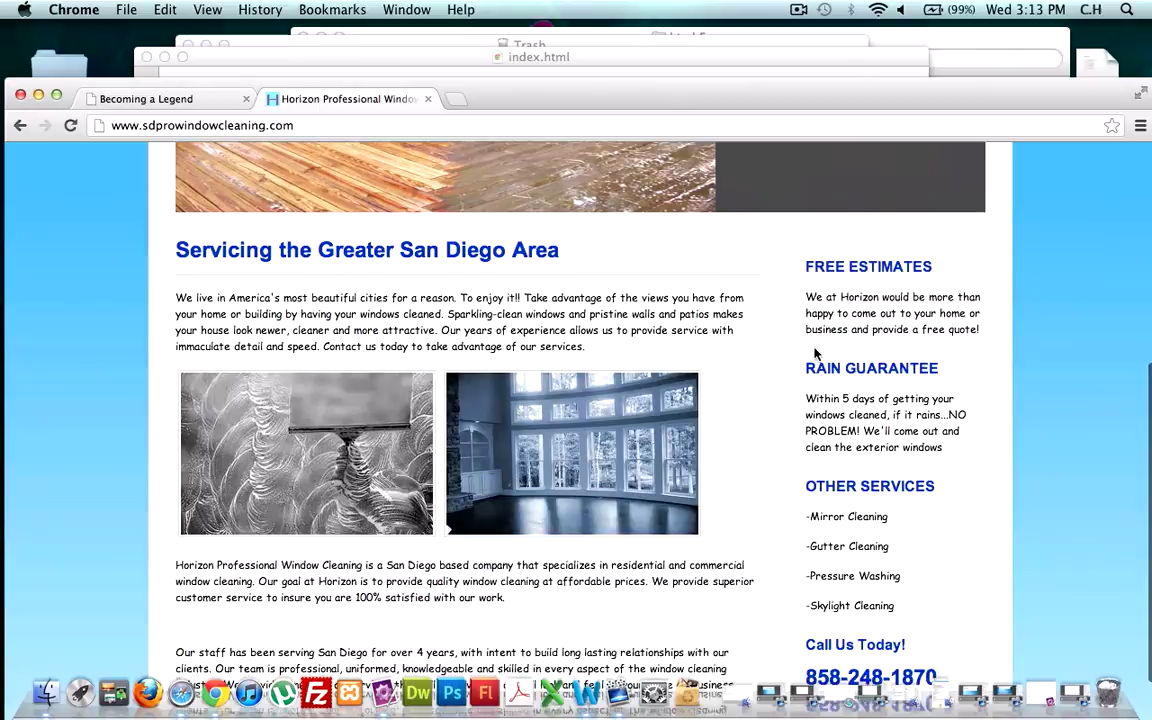 Chrome File Edit View History Bookmarks Window Help (99%) Wed 3:13 PM C.H
Trash
index.html
Becoming a Legend
Horizon Professional Window
www.sdprowindowcleaning.com
Servicing the Greater San Diego Area
We live in America's most beautiful cities for a reason. To enjoy it!! Take advantage of the views you have from
your home or building by having your windows cleaned. Sparkling-clean windows and pristine walls and patios makes
your house look newer, cleaner and more attractive. Our years of experience allows us to provide service with
immaculate detail and speed. Contact us today to take advantage of our services.
Horizon Professional Window Cleaning is a San Diego based company that specializes in residential and commercial
window cleaning. Our goal at Horizon is to provide quality window cleaning at affordable prices. We provide superior
customer service to insure you are 100% satisfied with our work.
Our staff has been serving San Diego for over 4 years, with intent to build long lasting relationships with our
clients. Our team is professional, uniformed, knowledgeable and skilled in every aspect of the window cleaning
FREE ESTIMATES
We at Horizon would be more than
happy to come out to your home or
business and provide a free quote!
RAIN GUARANTEE
Within 5 days of getting your
windows cleaned, if it rains...NO
PROBLEM! We'll come out and
clean the exterior windows
OTHER SERVICES
-Mirror Cleaning
-Gutter Cleaning
-Pressure Washing
-Skylight Cleaning
Call Us Today!
858-248-1870
Dw
Ps
Fl